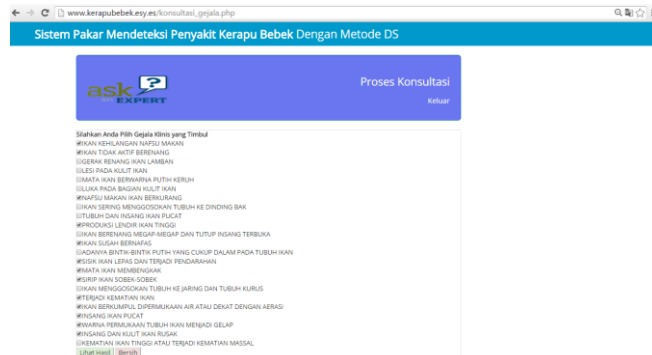 www.kerapubebek.esy.es/konsultasi_gejala.php
Sistem Pakar Mendeteksi Penyakit Kerapu Bebek Dengan Metode DS
ask
EXPERT
Proses Konsultasi
Keluar
Silahkan Anda Pilih Gejala Klinis yang Timbul
IKAN KEHILANGAN NAFSU MAKAN
IKAN TIDAK AKTIF BERENANG
GERAK RENANG IKAN LAMBAN
LESI PADA KULIT IKAN
MATA IKAN BERWARNA PUTIH KERUH
LUKA PADA BAGIAN KULIT IKAN
NAFSU MAKAN IKAN BERKURANG
IKAN SERING MENGGOSOKAN TUBUH KE DINDING BAK
TUBUH DAN INSANG IKAN PUCAT
PRODUKSI LENDIR IKAN TINGGI
IKAN BERENANG MEGAP-MEGAP DAN TUTUP INSANG TERBUKA
IKAN SUSAH BERNAFAS
ADANYA BINTIK-BINTIK PUTIH YANG CUKUP DALAM PADA TUBUH IKAN
SISIK IKAN LEPAS DAN TERJADI PENDARAHAN
MATA IKAN MEMBENGKAK
SIRIP IKAN SOBEK-SOBEK
IKAN MENGGOSOKAN TUBUH KE JARING DAN TUBUH KURUS
TERJADI KEMATIAN IKAN
IKAN BERKUMPUL DIPERMUKAAN AIR ATAU DEKAT DENGAN AERASI
INSANG IKAN PUCAT
WARNA PERMUKAAN TUBUH IKAN MENJADI GELAP
INSANG DAN KULIT IKAN RUSAK
KEMATIAN IKAN TINGGI ATAU TERJADI KEMATIAN MASSAL
Lihat Hasil Bersih